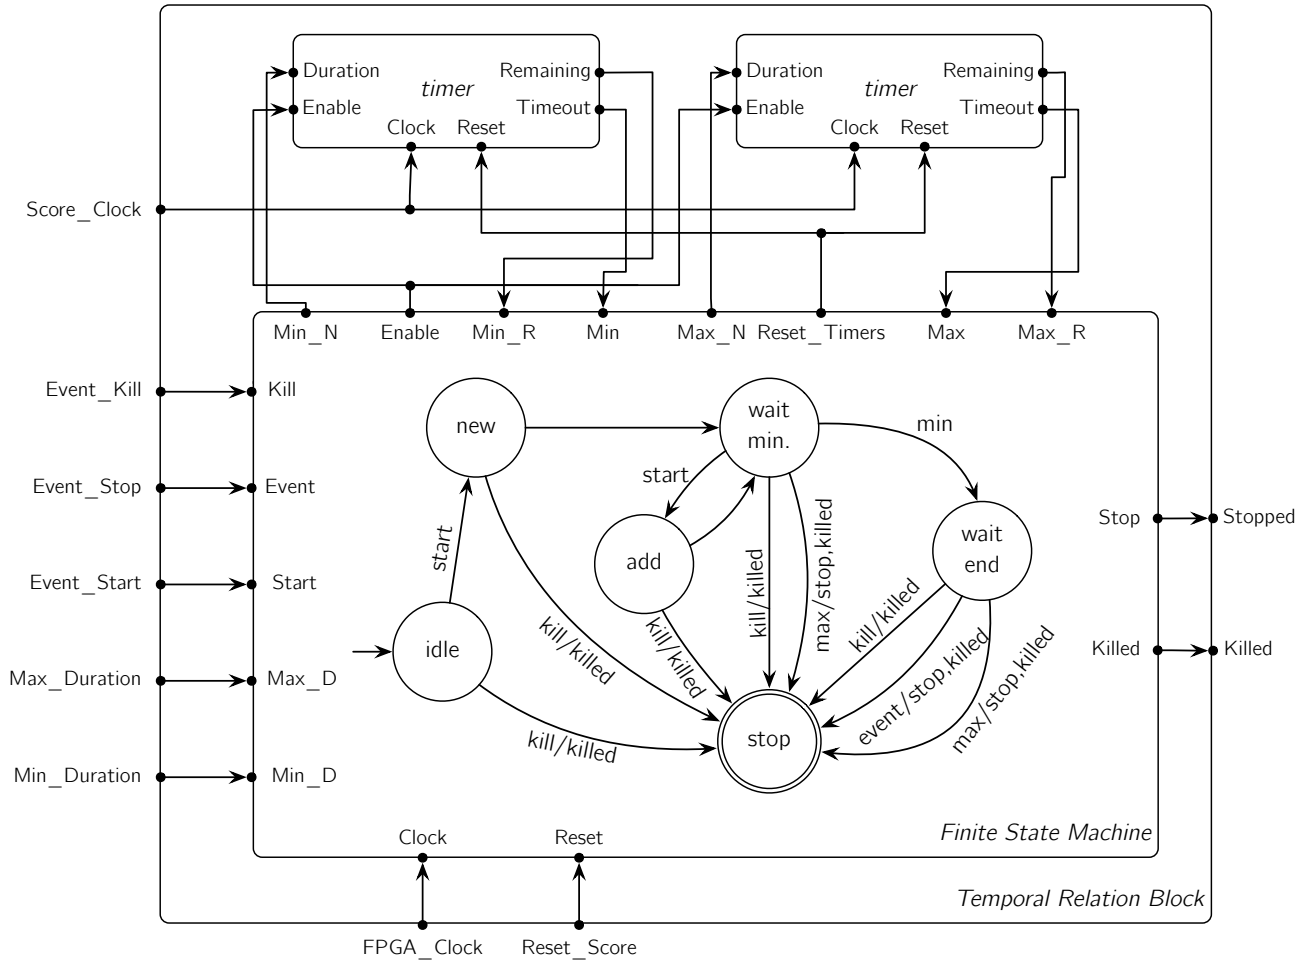 Duration
timer
Remaining
Enable
Timeout
Clock
Reset
Duration
timer
Remaining
Enable
Timeout
Clock
Reset
Score_Clock
Min_N
Enable
Min_R
Min
Max_N
Reset_Timers
Max
Max_R
Event_Kill
Kill
Event_Stop
Event
Event_Start
Start
Max_Duration
Max_D
Min_Duration
Min_D
new
wait
min.
min
start
add
wait
end
start
idle
kill/killed
kill/killed
kill/killed
kill/killed
max/stop,killed
kill/killed
event/stop,killed
max/stop,killed
stop
Stop
Stopped
Killed
Killed
Clock
Reset
Finite State Machine
Temporal Relation Block
FPGA_Clock
Reset_Score